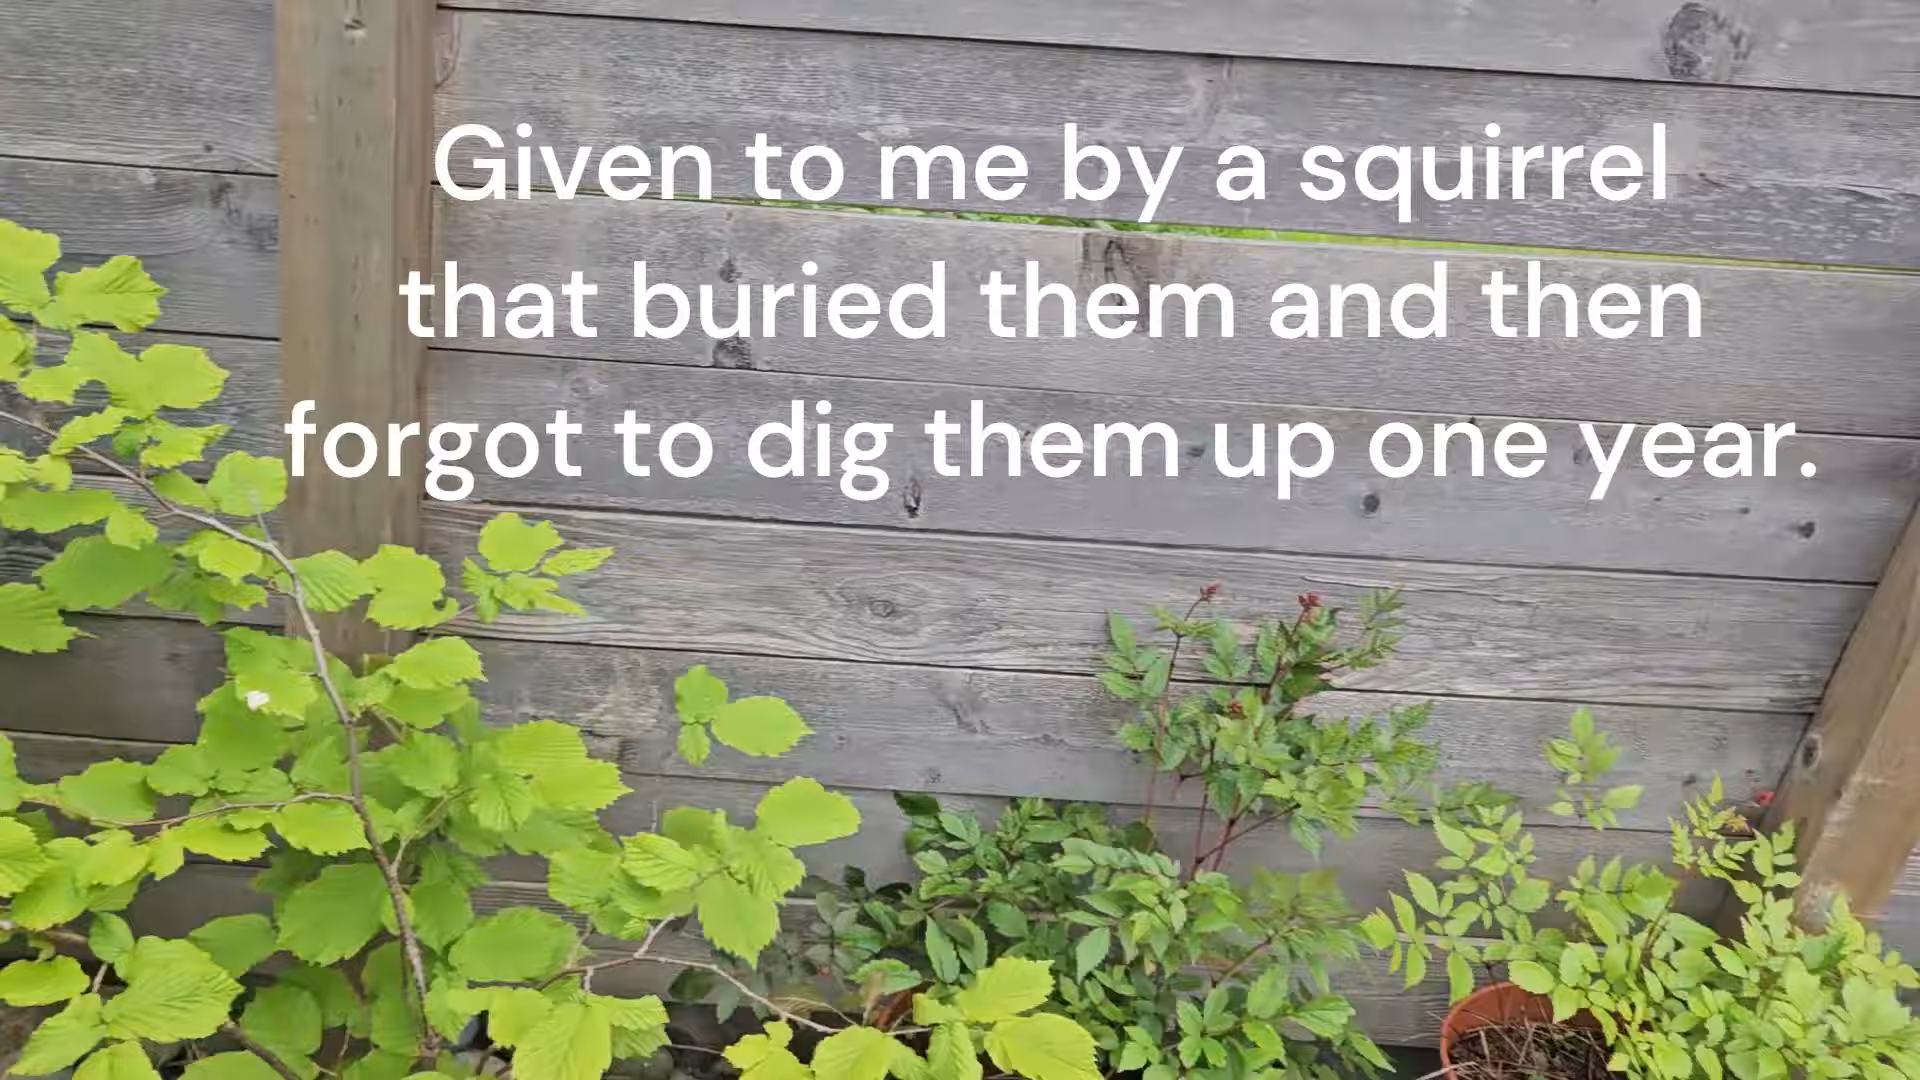 Given to me by a squirrel
that buried them and then
forgot to dig them up one year.